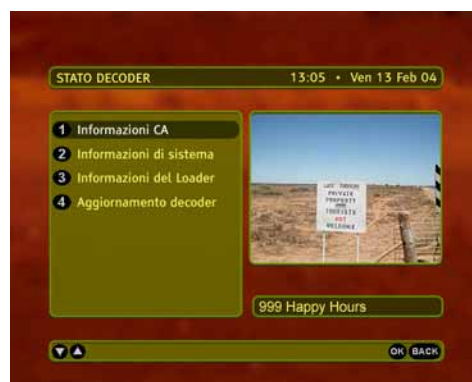 STATO DECODER
13:05 • Ven 13 Feb 04
1 Informazioni CA
2 Informazioni di sistema
3 Informazioni del Loader
4 Aggiornamento decoder
PRIVATE
PROPERTY
TOURISTS
NOT
WELCOME
999 Happy Hours
OK BACK